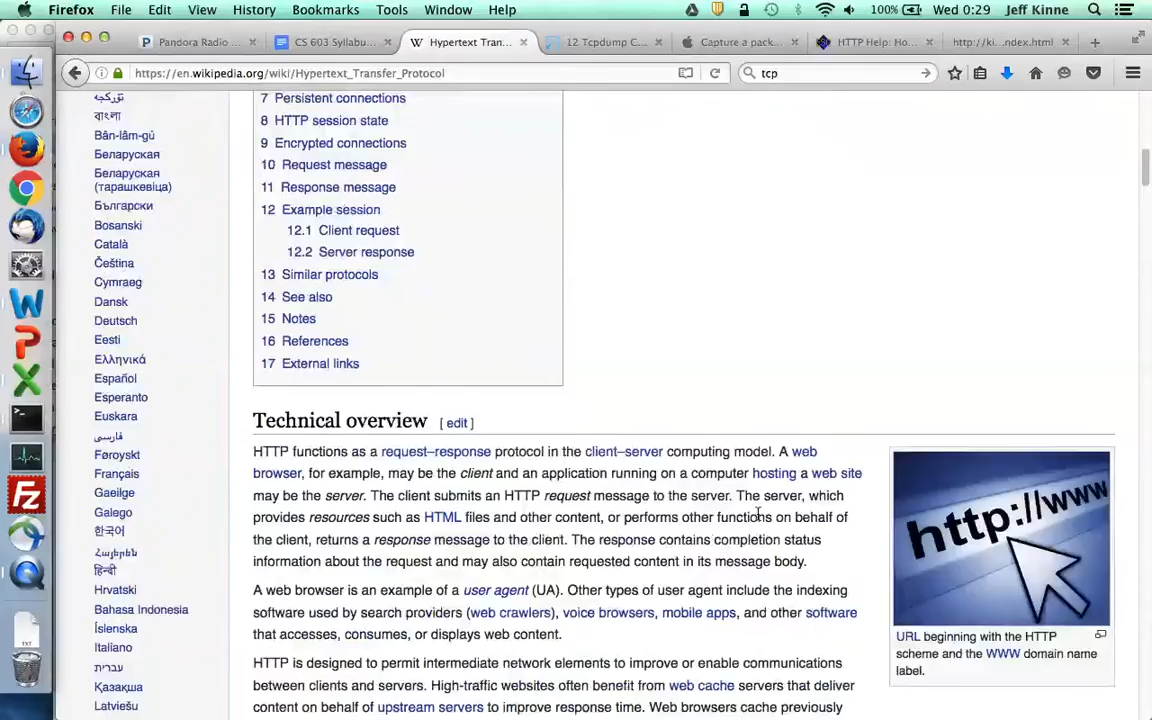 Firefox File Edit View History Bookmarks Tools Window Help 100% Wed 0:29 Jeff Kinne
Pandora Radio ... CS 603 Syllabu... W Hypertext Tran... 12 Tcpdump C... Capture a pack... HTTP Help: Ho... http://ki...ndex.html
https://en.wikipedia.org/wiki/Hypertext_Transfer_Protocol tcp
تۆرکجه
বাংলা
Bân-lâm-gú
Беларуская
Беларуская
(тарашкевіца)
Български
Bosanski
Català
Čeština
Cymraeg
Dansk
Deutsch
Eesti
Ελληνικά
Español
Esperanto
Euskara
فارسی
Føroyskt
Français
Gaeilge
Galego
한국어
Հայերեն
हिन्दी
Hrvatski
Bahasa Indonesia
Íslenska
Italiano
עברית
Қазақша
Latviešu
7 Persistent connections
8 HTTP session state
9 Encrypted connections
10 Request message
11 Response message
12 Example session
12.1 Client request
12.2 Server response
13 Similar protocols
14 See also
15 Notes
16 References
17 External links
Technical overview [ edit ]
HTTP functions as a request–response protocol in the client–server computing model. A web
browser, for example, may be the client and an application running on a computer hosting a web site
may be the server. The client submits an HTTP request message to the server. The server, which
provides resources such as HTML files and other content, or performs other functions on behalf of
the client, returns a response message to the client. The response contains completion status
information about the request and may also contain requested content in its message body.
A web browser is an example of a user agent (UA). Other types of user agent include the indexing
software used by search providers (web crawlers), voice browsers, mobile apps, and other software
that accesses, consumes, or displays web content.
HTTP is designed to permit intermediate network elements to improve or enable communications
between clients and servers. High-traffic websites often benefit from web cache servers that deliver
content on behalf of upstream servers to improve response time. Web browsers cache previously
http://www
URL beginning with the HTTP
scheme and the WWW domain name
label.